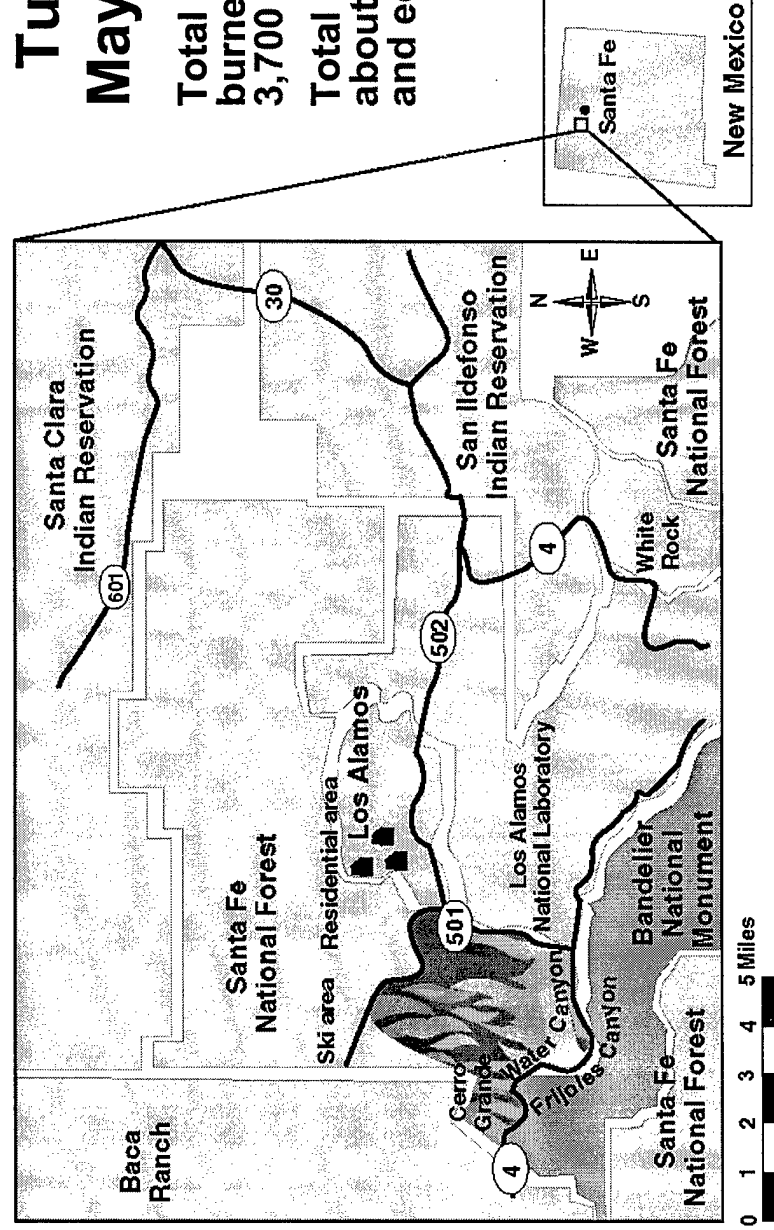 Tu
May
Total
burne
3,700
Total
about
and e
Baca
Ranch
Santa Fe
National Forest
Santa Clara
Indian Reservation
601
30
Ski area
Residential area
Los Alamos
501
502
4
San Ildefonso
Indian Reservation
Cerro
Grande
Water Canyon
Frijoles Canyon
4
Los Alamos
National Laboratory
Bandelier
National
Monument
White
Rock
Santa Fe
National Forest
Santa Fe
National Forest
N
W
E
S
0 1 2 3 4 5 Miles
Santa Fe
New Mexico